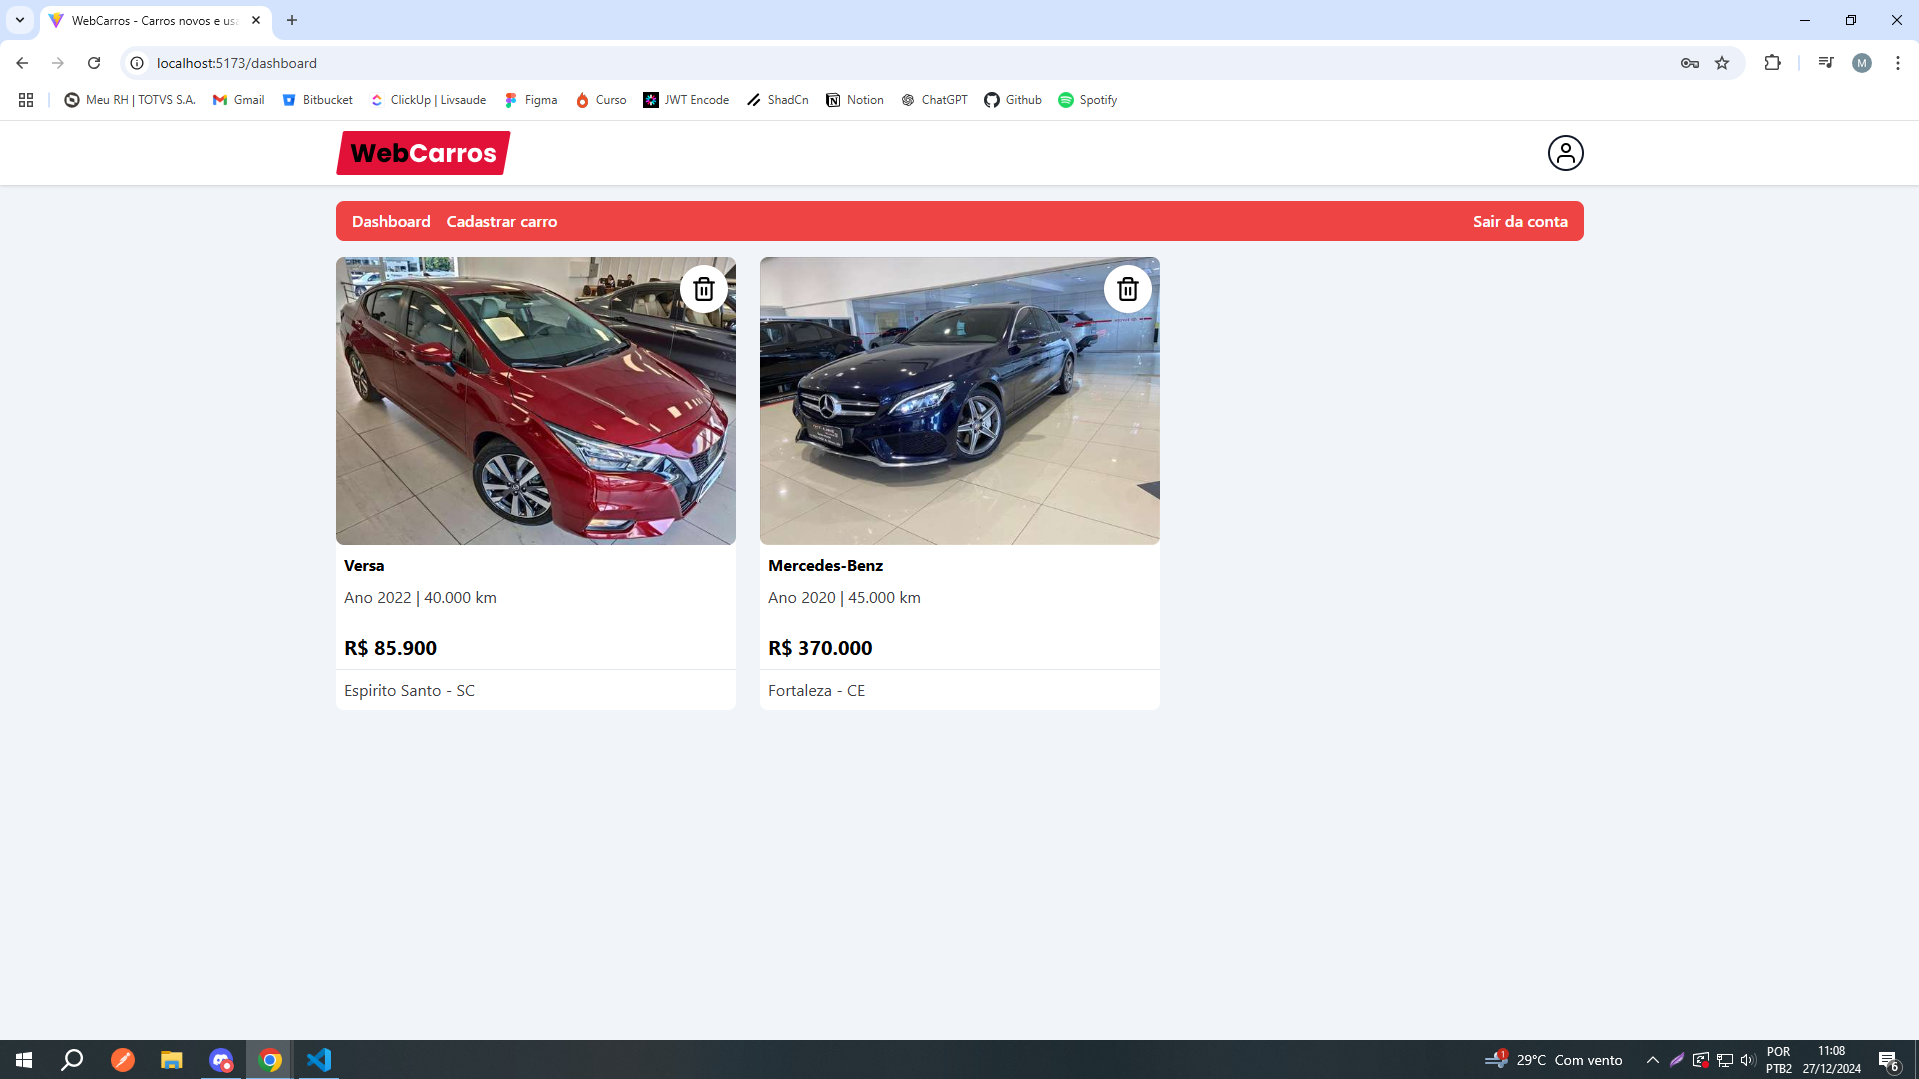 WebCarros - Carros novos e usa
localhost:5173/dashboard
M
Meu RH | TOTVS S.A.
Gmail
Bitbucket
ClickUp | Livsaude
Figma
Curso
JWT Encode
ShadCn
Notion
ChatGPT
Github
Spotify
WebCarros
Dashboard
Cadastrar carro
Sair da conta
Versa
Ano 2022 | 40.000 km
R$ 85.900
Espirito Santo - SC
Mercedes-Benz
Ano 2020 | 45.000 km
R$ 370.000
Fortaleza - CE
1
29°C Com vento
POR
PTB2
11:08
27/12/2024
6